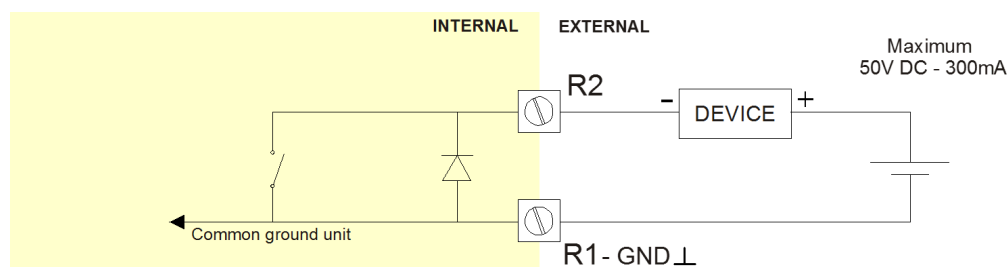 INTERNAL EXTERNAL
Maximum
50V DC - 300mA
R2
- DEVICE +
Common ground unit
R1 - GND ⊥